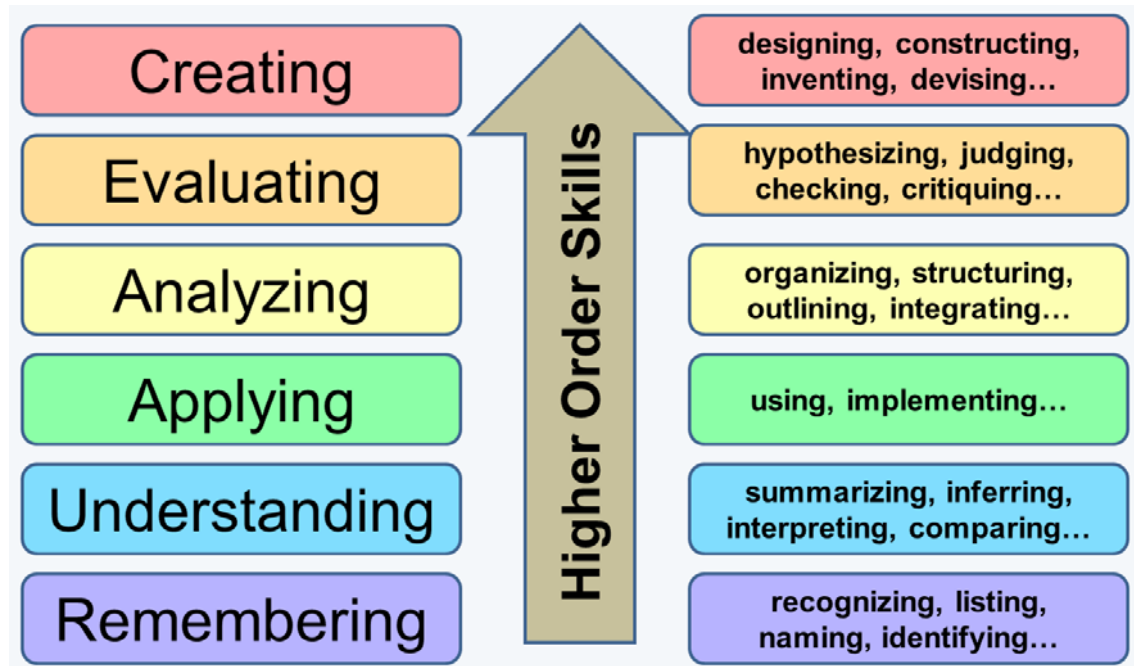 Creating
designing, constructing,
inventing, devising…
Evaluating
hypothesizing, judging,
checking, critiquing…
Analyzing
organizing, structuring,
outlining, integrating…
Applying
using, implementing…
Understanding
summarizing, inferring,
interpreting, comparing…
Remembering
recognizing, listing,
naming, identifying…
Higher Order Skills